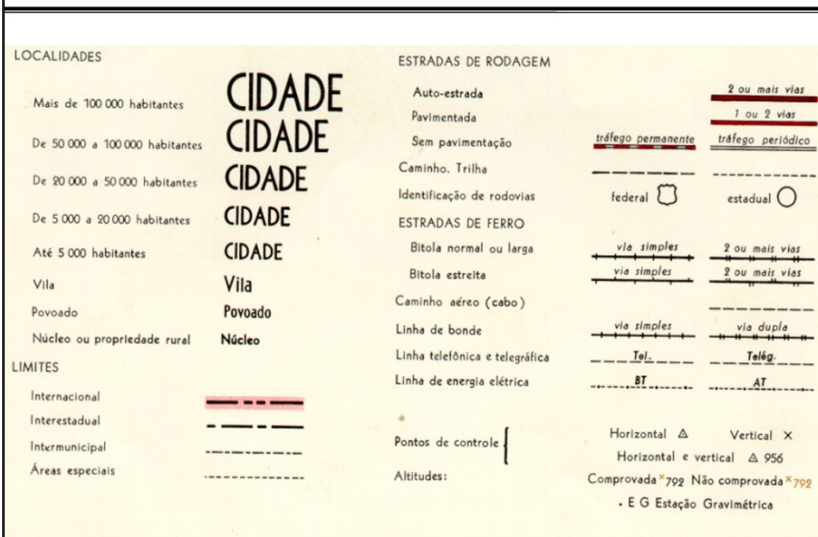 LOCALIDADES
Mais de 100 000 habitantes CIDADE
De 50 000 a 100 000 habitantes CIDADE
De 20 000 a 50 000 habitantes CIDADE
De 5 000 a 20 000 habitantes CIDADE
Até 5 000 habitantes CIDADE
Vila Vila
Povoado Povoado
Núcleo ou propriedade rural Núcleo
LIMITES
Internacional
Interestadual
Intermunicipal
Áreas especiais
ESTRADAS DE RODAGEM
Auto-estrada 2 ou mais vias
Pavimentada 1 ou 2 vias
Sem pavimentação tráfego permanente tráfego periódico
Caminho. Trilha
Identificação de rodovias federal estadual
ESTRADAS DE FERRO
Bitola normal ou larga via simples 2 ou mais vias
Bitola estreita via simples 2 ou mais vias
Caminho aéreo (cabo)
Linha de bonde via simples via dupla
Linha telefônica e telegráfica Tel. Telég.
Linha de energia elétrica BT AT
Pontos de controle Horizontal Vertical
Horizontal e vertical 956
Altitudes: Comprovada 792 Não comprovada 792
E G Estação Gravimétrica